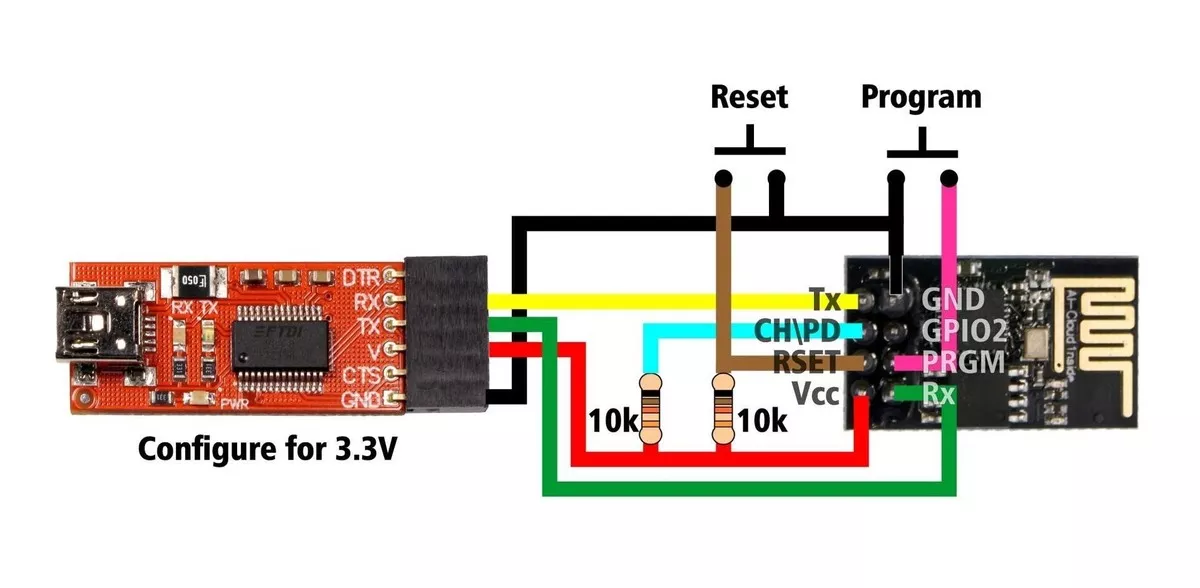 Reset
Program
DTR
RX
TX
V
CTS
GND
050
RX TX
FTDI
PWR
Configure for 3.3V
Tx
CH\PD
RSET
Vcc
GND
GPIO2
PRGM
Rx
10k
10k
AI-Cloud Inside